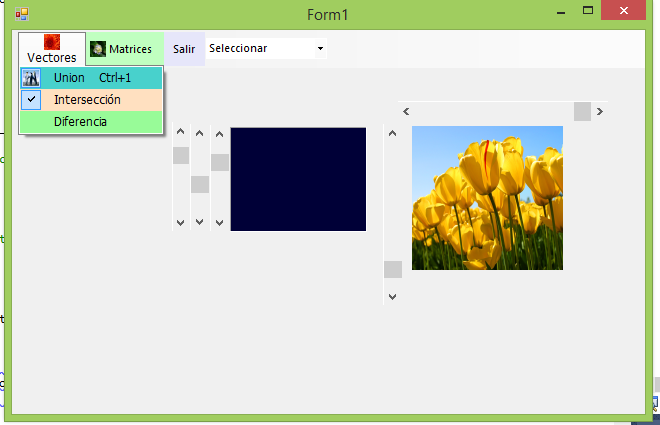 Form1
Vectores
Matrices
Salir
Seleccionar
Union Ctrl+1
Intersección
Diferencia